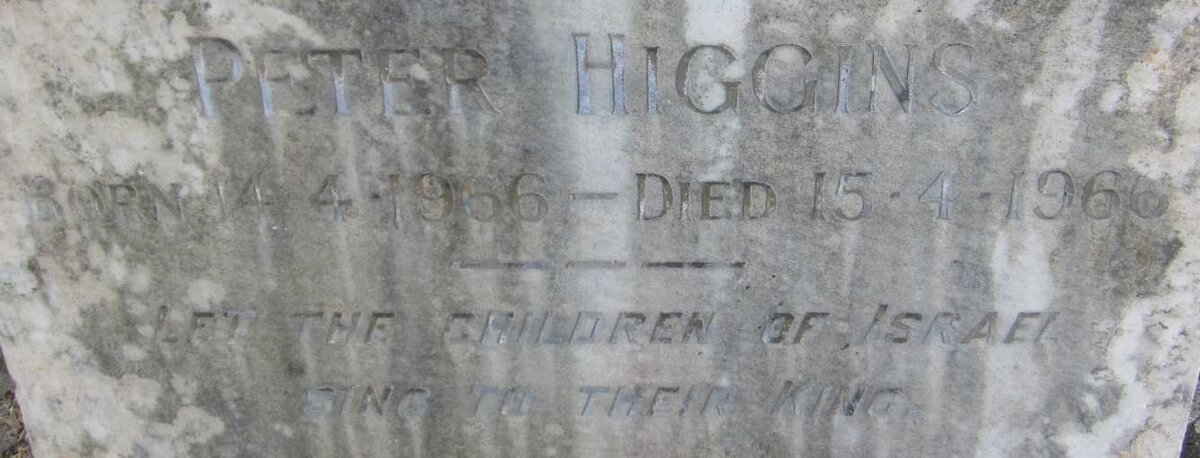 PETER HIGGINS
BORN 14·4·1966 — DIED 15·4·1966
LET THE CHILDREN OF ISRAEL
SING TO THEIR KING.